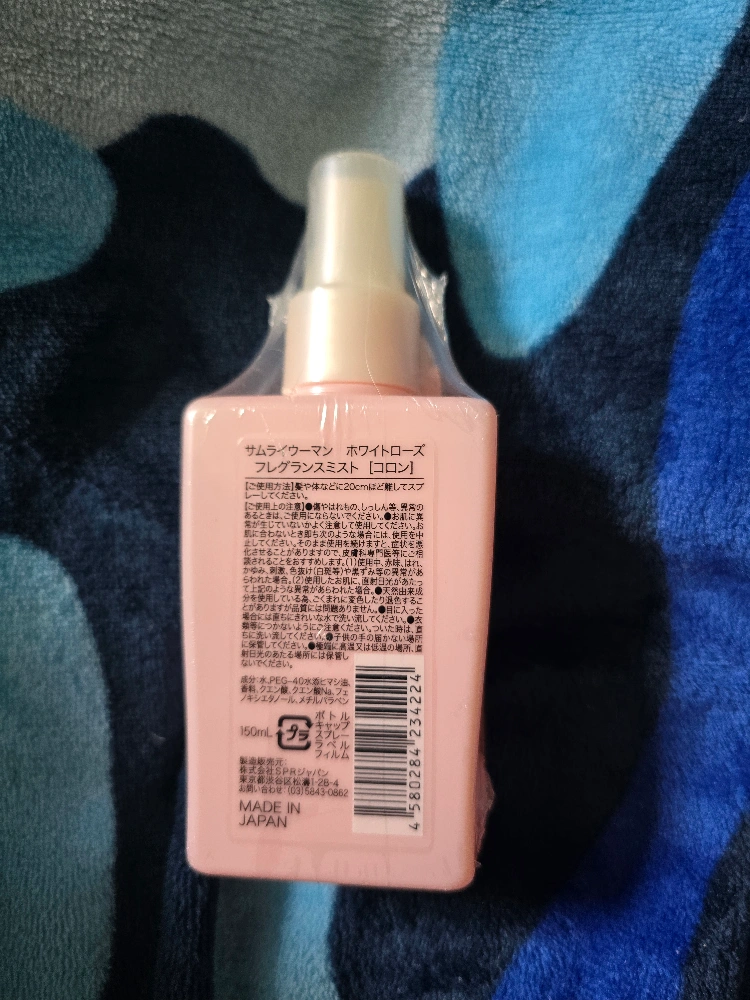 サムライウーマン　ホワイトローズ
フレグランスミスト [コロン]
【ご使用方法】髪や体などに20cmほど離してスプ
レーしてください。
【ご使用上の注意】●傷やはれもの、しっしん等、異常の
あるときは、ご使用にならないでください。●お肌に異
常が生じていないかよく注意して使用してください。お
肌に合わないとき即ち次のような場合には、使用を中
止してください。そのまま使用を続けますと、症状を悪
化させることがありますので、皮膚科専門医等にご相
談されることをおすすめします。(1)使用中、赤味、はれ、
かゆみ、刺激、色抜け(白斑等)や黒ずみ等の異常があ
らわれた場合。(2)使用したお肌に、直射日光があたっ
て上記のような異常があらわれた場合。●天然由来成
分を使用している為、ごくまれに変色したり退色するこ
とがありますが品質には問題ありません。●目に入った
場合には直ちにきれいな水で洗い流してください。●衣
類等につかないようにご注意ください。ついた時は、直
ちに洗い流してください。●子供の手の届かない場所
に保管してください。●極端に高温又は低温の場所、直
射日光のあたる場所には保管し
ないでください。
成分:水、PEG-40水添ヒマシ油、
香料、クエン酸、クエン酸Na、フェ
ノキシエタノール、メチルパラベン
150mL
プラ
ボトル
キャップ
スプレー
ラベル
フィルム
製造販売元:
株式会社SPRジャパン
東京都渋谷区松濤1-28-4
お問い合わせ:(03)5843-0862
MADE IN
JAPAN
4 580284 234224